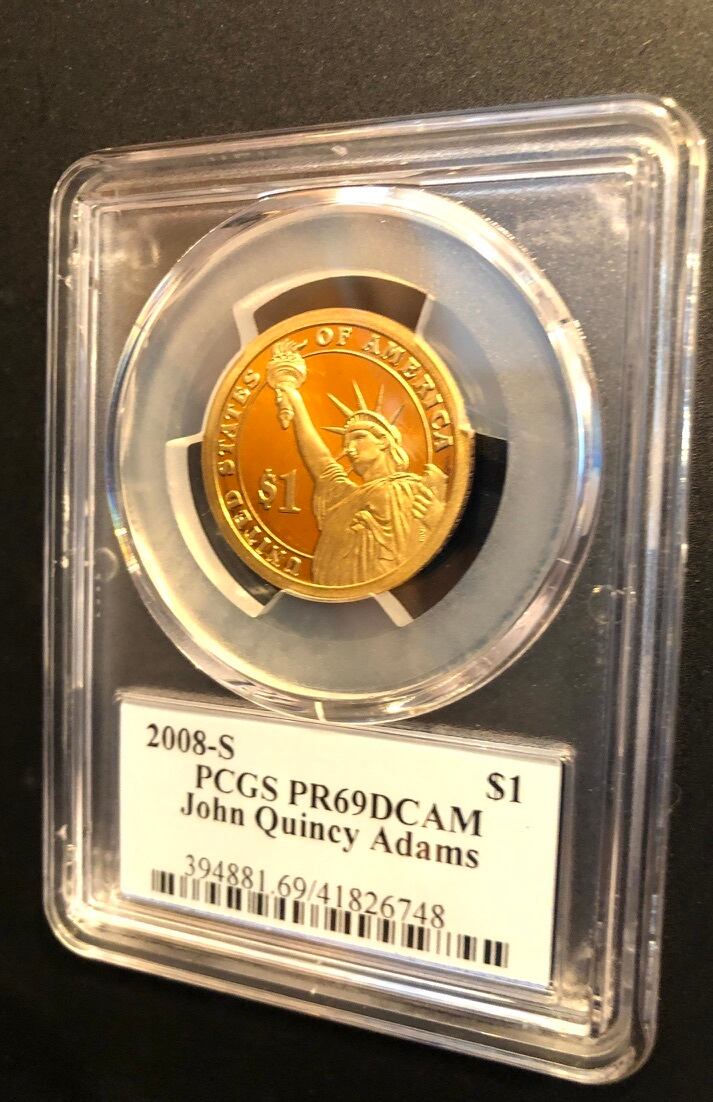 UNITED STATES OF AMERICA
$1
2008-S
$1
PCGS PR69DCAM
John Quincy Adams
394881.69/41826748